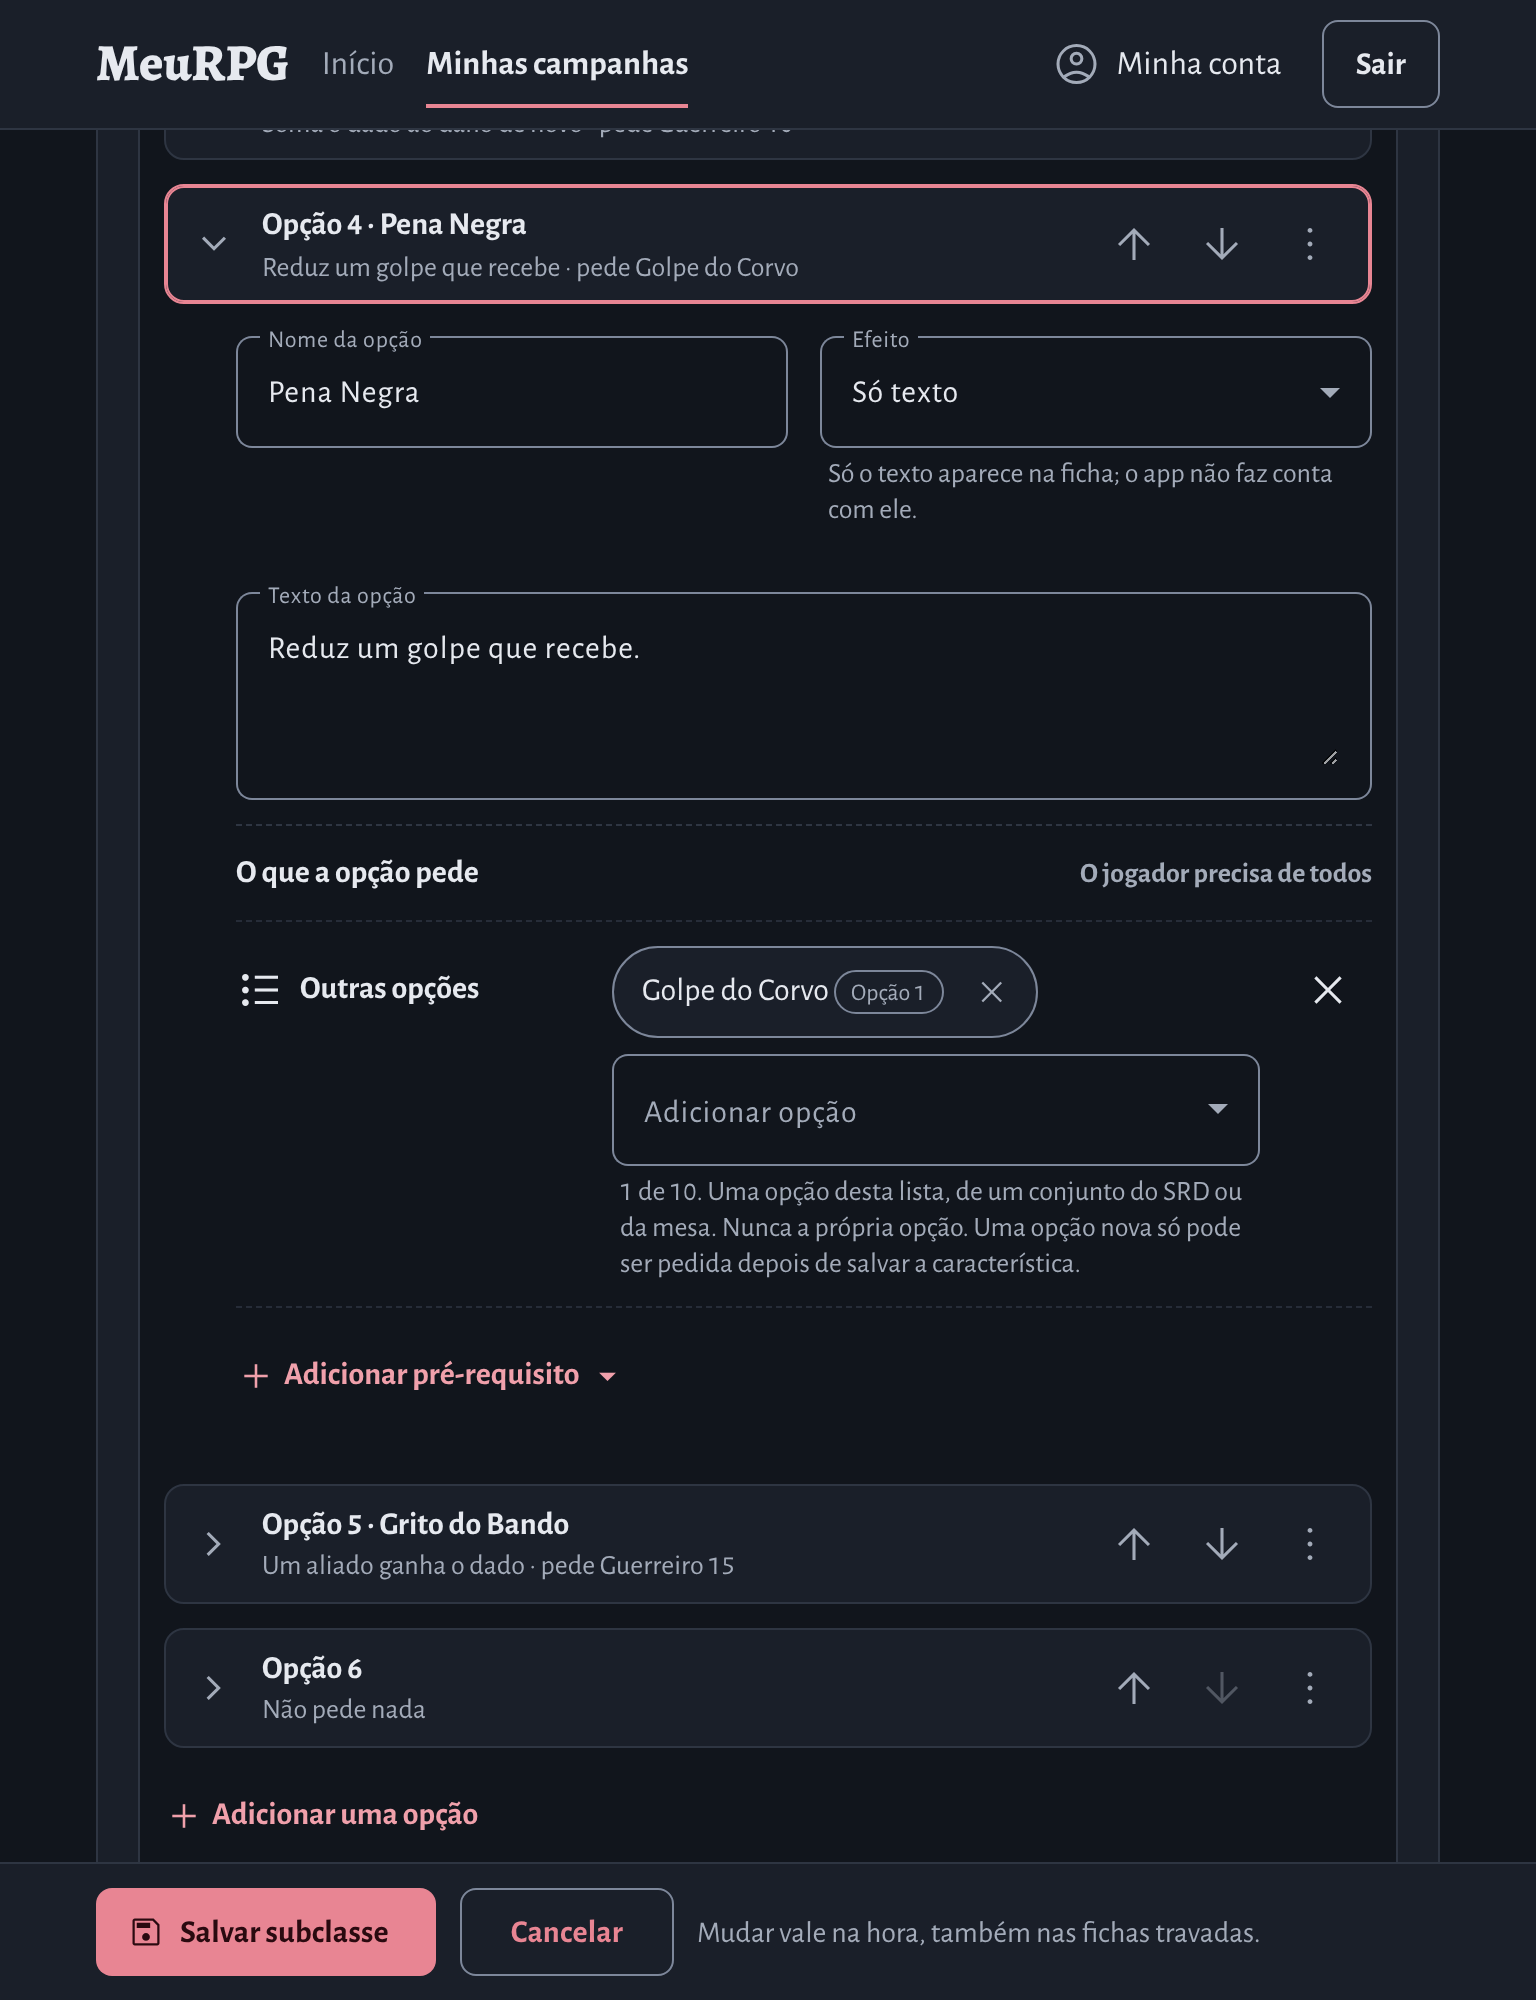 MeuRPG Início Minhas campanhas Minha conta Sair
Opção 4 · Pena Negra
Reduz um golpe que recebe · pede Golpe do Corvo
Nome da opção
Pena Negra
Efeito
Só texto
Só o texto aparece na ficha; o app não faz conta
com ele.
Texto da opção
Reduz um golpe que recebe.
O que a opção pede
O jogador precisa de todos
Outras opções
Golpe do Corvo Opção 1
Adicionar opção
1 de 10. Uma opção desta lista, de um conjunto do SRD ou
da mesa. Nunca a própria opção. Uma opção nova só pode
ser pedida depois de salvar a característica.
Adicionar pré-requisito
Opção 5 · Grito do Bando
Um aliado ganha o dado · pede Guerreiro 15
Opção 6
Não pede nada
Adicionar uma opção
Salvar subclasse
Cancelar
Mudar vale na hora, também nas fichas travadas.